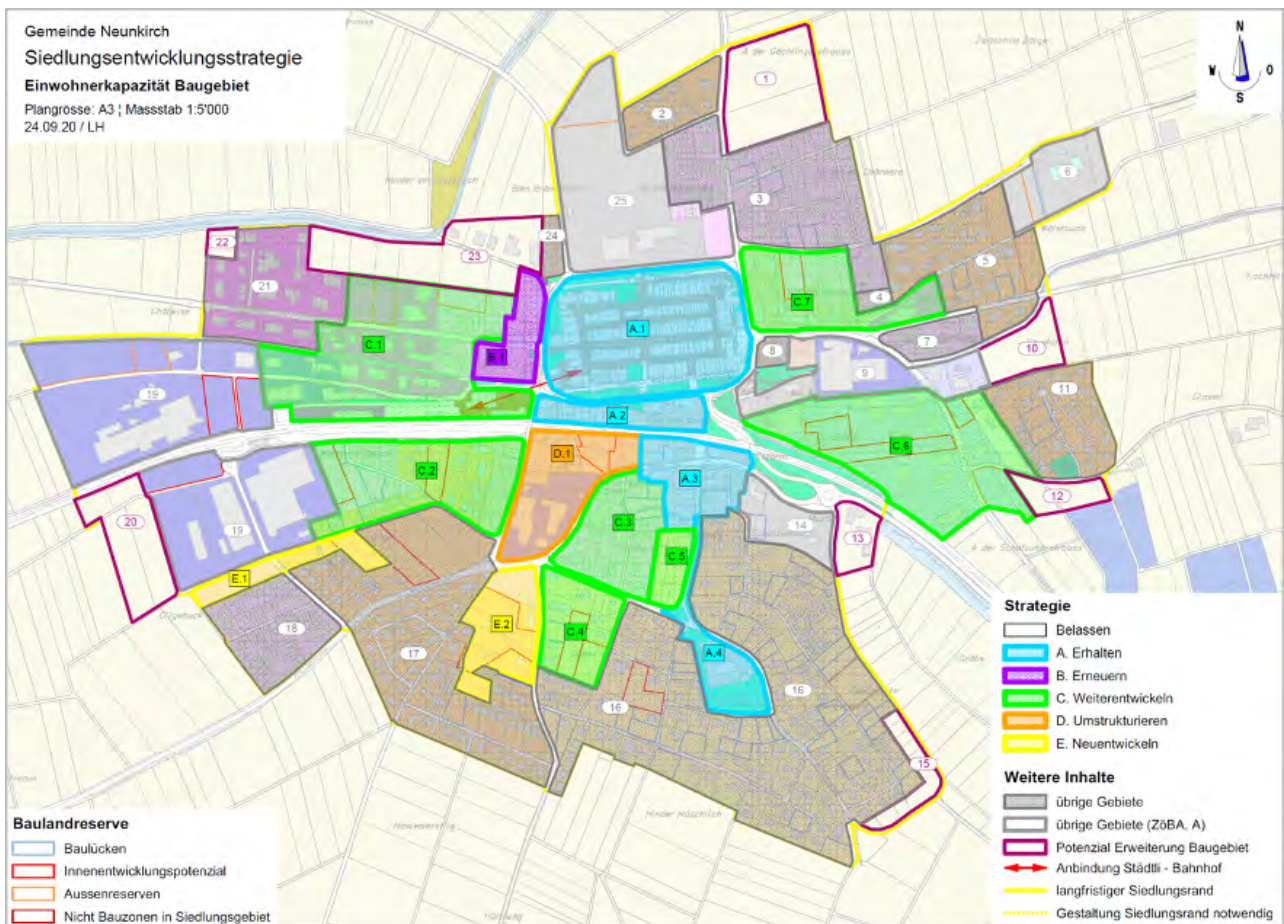 Gemeinde Neunkirch
Siedlungsentwicklungsstrategie
Einwohnerkapazität Baugebiet
Plangrösse: A3 ¦ Massstab 1:5'000
24.09.20 / LH
N
W O
S
1
2
3
25
6
24
22
23
21
5
C.7
4
A.1
C.1
B.1
7
8
9
10
11
19
A.2
D.1
A.3
C.6
C.2
12
20
19
C.3
14
13
C.5
E.1
18
E.2
C.4
A.4
17
16
16
15
Strategie
Belassen
A. Erhalten
B. Erneuern
C. Weiterentwickeln
D. Umstrukturieren
E. Neuentwickeln
Weitere Inhalte
übrige Gebiete
übrige Gebiete (ZöBA, A)
Potenzial Erweiterung Baugebiet
Anbindung Städtli - Bahnhof
langfristiger Siedlungsrand
Gestaltung Siedlungsrand notwendig
Baulandreserve
Baulücken
Innenentwicklungspotenzial
Aussenreserven
Nicht Bauzonen in Siedlungsgebiet